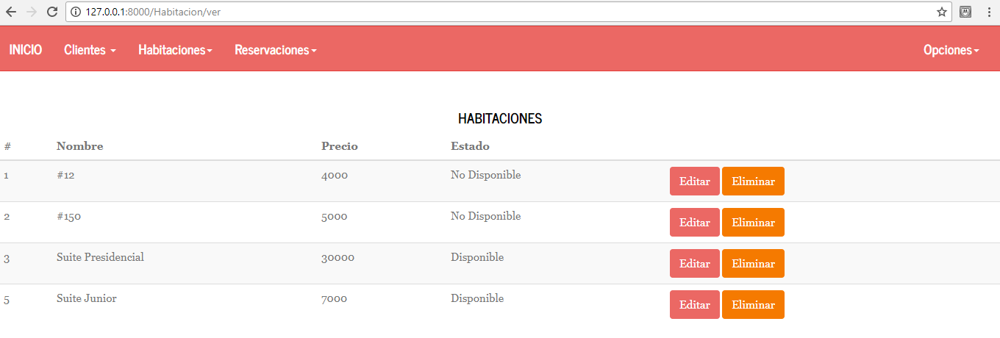 127.0.0.1:8000/Habitacion/ver
INICIO Clientes Habitaciones Reservaciones Opciones
HABITACIONES
# Nombre Precio Estado
1 #12 4000 No Disponible Editar Eliminar
2 #150 5000 No Disponible Editar Eliminar
3 Suite Presidencial 30000 Disponible Editar Eliminar
5 Suite Junior 7000 Disponible Editar Eliminar